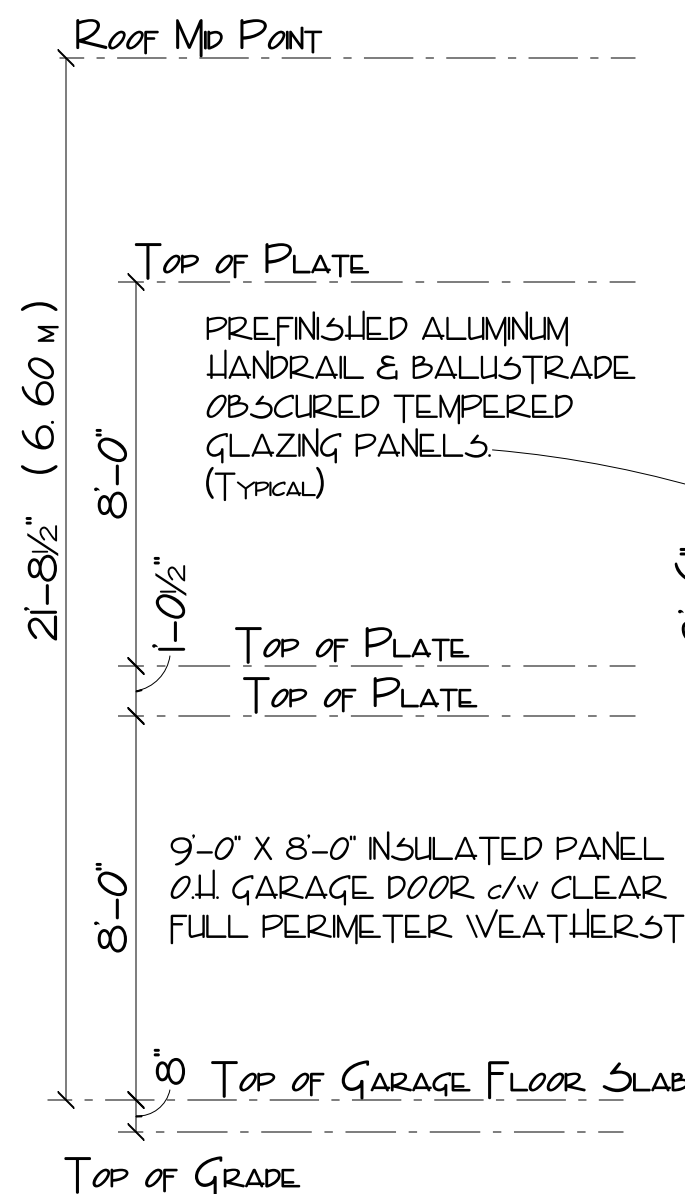 Roof Mid Point
Top of Plate
PREFINISHED ALUMINUM
HANDRAIL & BALUSTRADE
OBSCURED TEMPERED
GLAZING PANELS.
(Typical)
21'-8½" (6.60 M)
8'-0"
1'-0½"
Top of Plate
Top of Plate
9'-0" X 8'-0" INSULATED PANEL
O.H. GARAGE DOOR c/w CLEAR
FULL PERIMETER WEATHERST
8'-0"
8"
Top of Garage Floor Slab
Top of Grade